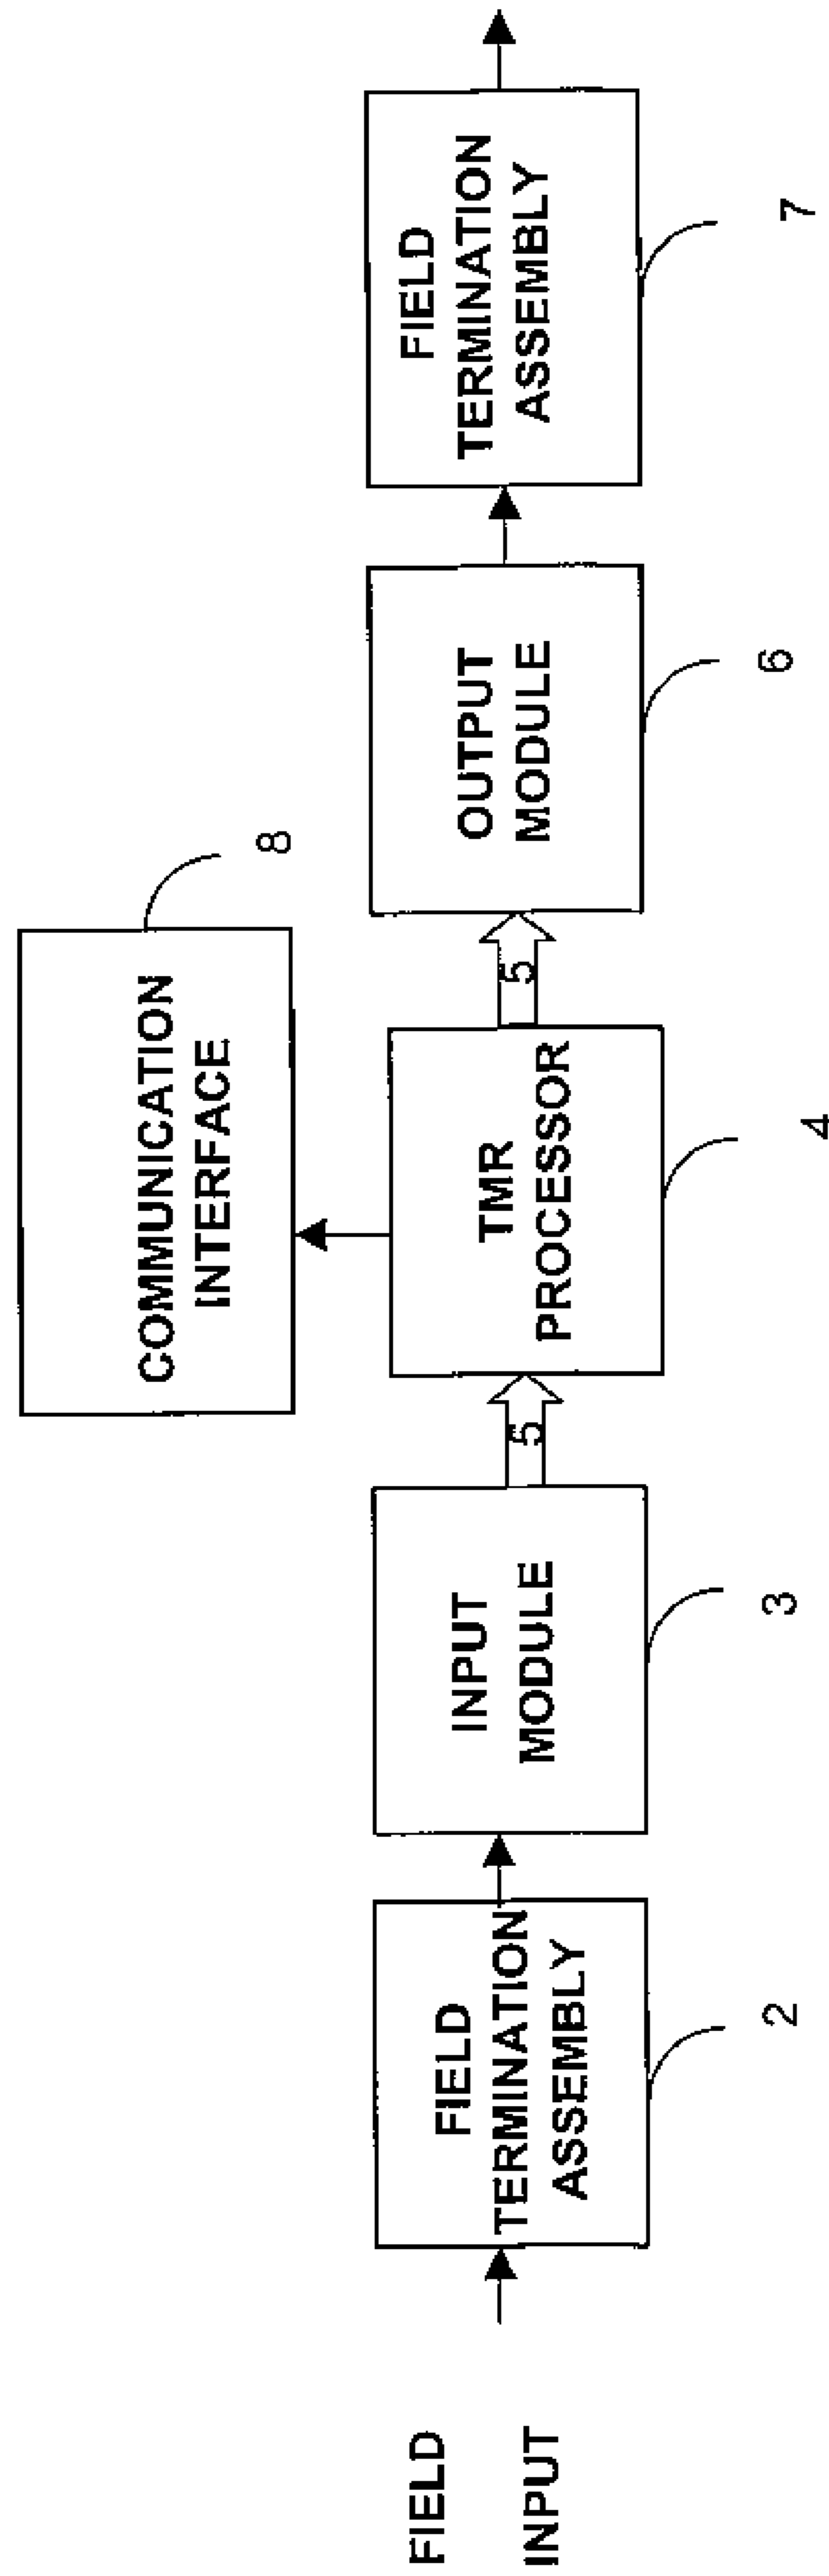 FIELD
INPUT
FIELD
TERMINATION
ASSEMBLY
2
INPUT
MODULE
3
5
TMR
PROCESSOR
4
COMMUNICATION
INTERFACE
8
5
OUTPUT
MODULE
6
FIELD
TERMINATION
ASSEMBLY
7